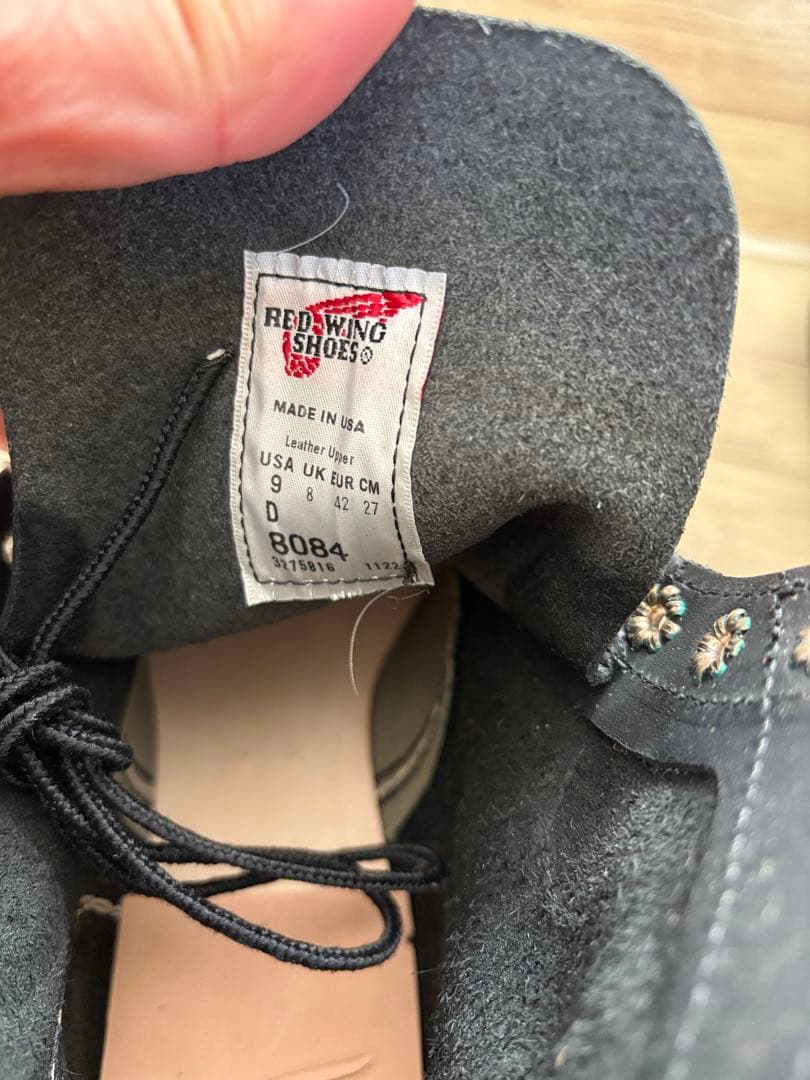 RED WING
SHOES®
MADE IN USA
Leather Upper
USA UK EUR CM
9 8 42 27
D
8084
3275816 1122